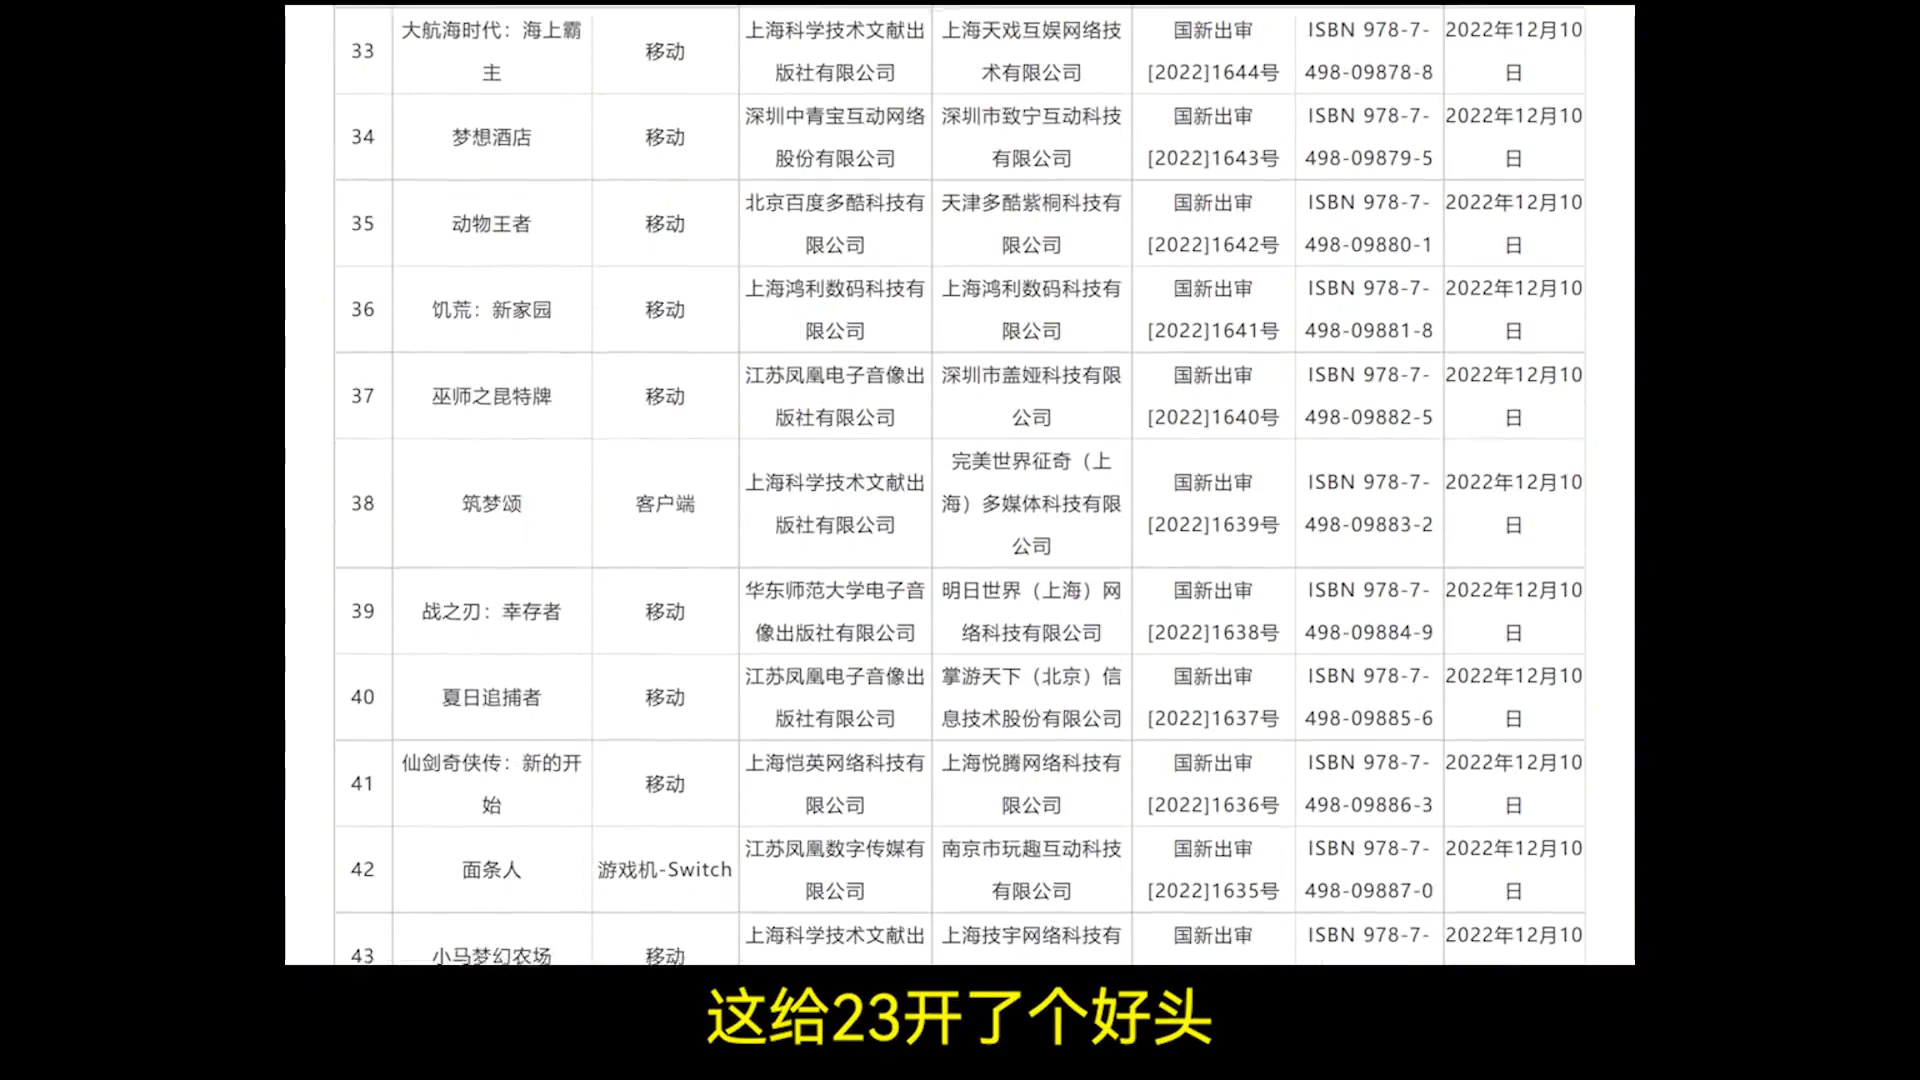 33 大航海时代：海上霸主 移动 上海科学技术文献出版社有限公司 上海天戏互娱网络技术有限公司 国新出审[2022]1644号 ISBN 978-7-498-09878-8 2022年12月10日
34 梦想酒店 移动 深圳中青宝互动网络股份有限公司 深圳市致宁互动科技有限公司 国新出审[2022]1643号 ISBN 978-7-498-09879-5 2022年12月10日
35 动物王者 移动 北京百度多酷科技有限公司 天津多酷紫桐科技有限公司 国新出审[2022]1642号 ISBN 978-7-498-09880-1 2022年12月10日
36 饥荒：新家园 移动 上海鸿利数码科技有限公司 上海鸿利数码科技有限公司 国新出审[2022]1641号 ISBN 978-7-498-09881-8 2022年12月10日
37 巫师之昆特牌 移动 江苏凤凰电子音像出版社有限公司 深圳市盖娅科技有限公司 国新出审[2022]1640号 ISBN 978-7-498-09882-5 2022年12月10日
38 筑梦颂 客户端 上海科学技术文献出版社有限公司 完美世界征奇（上海）多媒体科技有限公司 国新出审[2022]1639号 ISBN 978-7-498-09883-2 2022年12月10日
39 战之刃：幸存者 移动 华东师范大学电子音像出版社有限公司 明日世界（上海）网络科技有限公司 国新出审[2022]1638号 ISBN 978-7-498-09884-9 2022年12月10日
40 夏日追捕者 移动 江苏凤凰电子音像出版社有限公司 掌游天下（北京）信息技术股份有限公司 国新出审[2022]1637号 ISBN 978-7-498-09885-6 2022年12月10日
41 仙剑奇侠传：新的开始 移动 上海恺英网络科技有限公司 上海悦腾网络科技有限公司 国新出审[2022]1636号 ISBN 978-7-498-09886-3 2022年12月10日
42 面条人 游戏机-Switch 江苏凤凰数字传媒有限公司 南京市玩趣互动科技有限公司 国新出审[2022]1635号 ISBN 978-7-498-09887-0 2022年12月10日
43 小马梦幻农场 移动 上海科学技术文献出 上海技宇网络科技有 国新出审 ISBN 978-7- 2022年12月10
这给23开了个好头